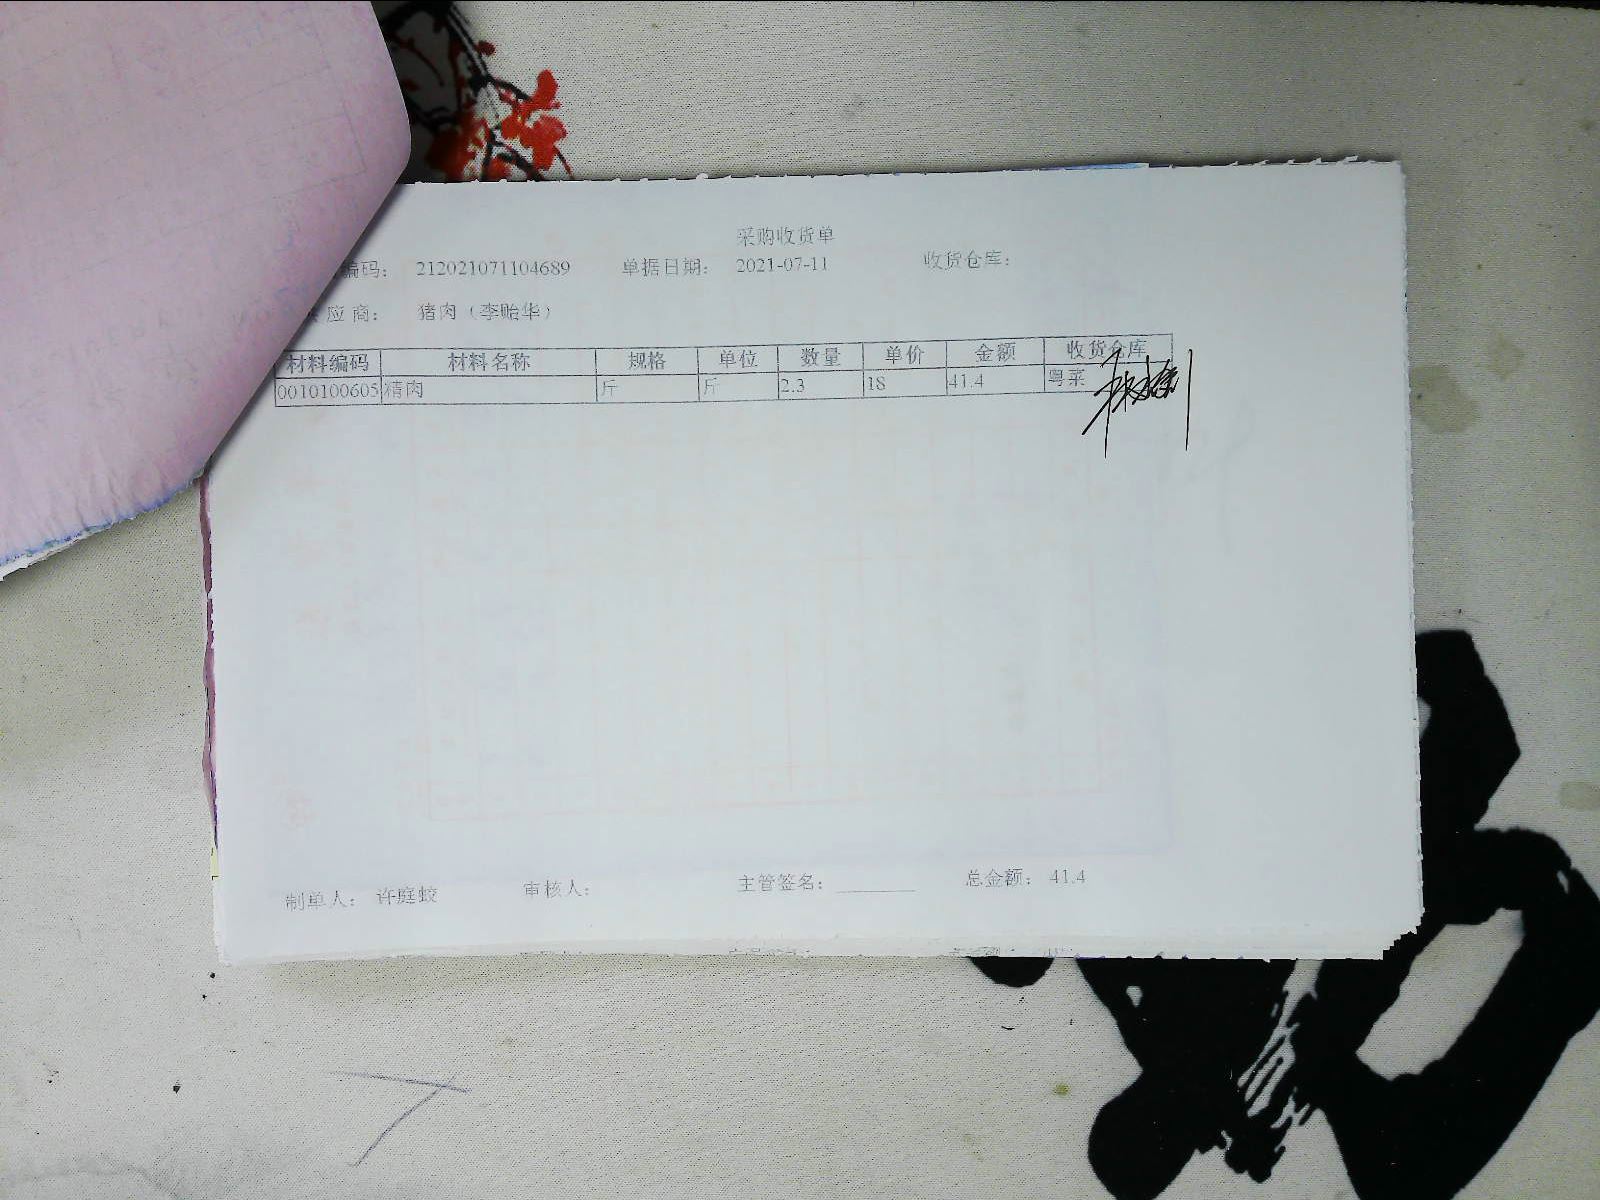 采购收货单
编码： 212021071104689 单据日期： 2021-07-11 收货仓库：
应商： 猪肉（李贻华）
材料编码 材料名称 规格 单位 数量 单价 金额 收货仓库
0010100605 精肉 斤 斤 2.3 18 41.4 粤菜
制单人： 许庭蛟 审核人： 主管签名： 总金额： 41.4